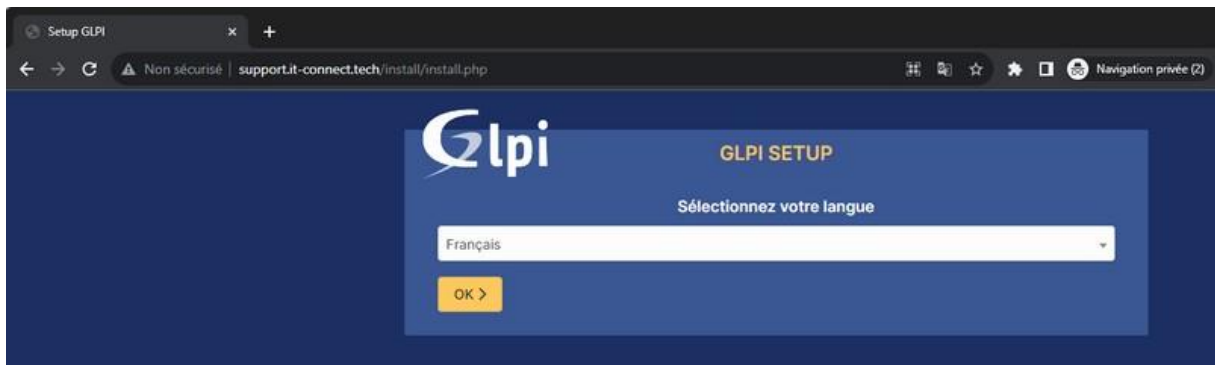 Setup GLPI
Non sécurisé | support.it-connect.tech/install/install.php
Navigation privée (2)
Glpi
GLPI SETUP
Sélectionnez votre langue
Français
OK